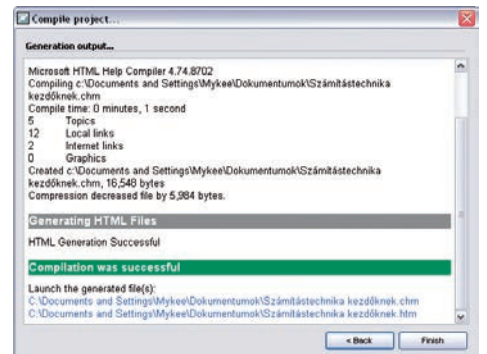 Compile project...
Generation output...
Microsoft HTML Help Compiler 4.74.8702
Compiling c:\Documents and Settings\Mykee\Dokumentumok\Számítástechnika
kezdőknek.chm
Compile time: 0 minutes, 1 second
5 Topics
12 Local links
2 Internet links
0 Graphics
Created c:\Documents and Settings\Mykee\Dokumentumok\Számítástechnika
kezdőknek.chm, 16,548 bytes
Compression decreased file by 5,984 bytes.
Generating HTML Files
HTML Generation Successful
Compilation was successful
Launch the generated file(s):
C:\Documents and Settings\Mykee\Dokumentumok\Számítástechnika kezdőknek.chm
C:\Documents and Settings\Mykee\Dokumentumok\Számítástechnika kezdőknek.htm
< Back
Finish